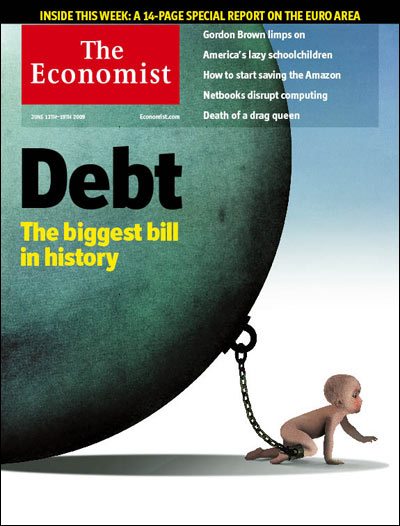 INSIDE THIS WEEK: A 14-PAGE SPECIAL REPORT ON THE EURO AREA
The
Economist
JUNE 13TH–19TH 2009
Economist.com
Gordon Brown limps on
America's lazy schoolchildren
How to start saving the Amazon
Netbooks disrupt computing
Death of a drag queen
Debt
The biggest bill
in history